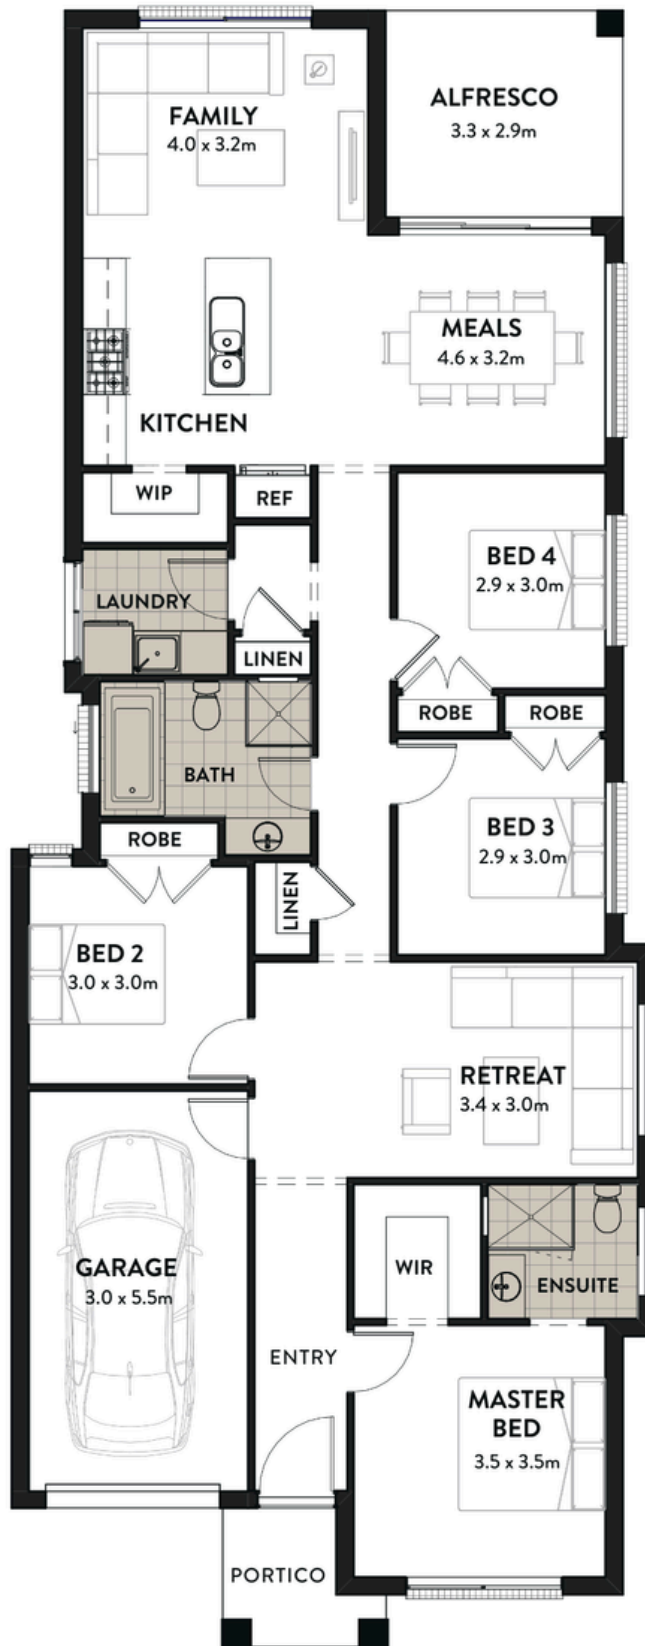 FAMILY
4.0 x 3.2m
ALFRESCO
3.3 x 2.9m
MEALS
4.6 x 3.2m
KITCHEN
WIP
REF
BED 4
2.9 x 3.0m
LAUNDRY
LINEN
ROBE
ROBE
BATH
BED 3
2.9 x 3.0m
ROBE
LINEN
BED 2
3.0 x 3.0m
RETREAT
3.4 x 3.0m
GARAGE
3.0 x 5.5m
WIR
ENSUITE
ENTRY
MASTER
BED
3.5 x 3.5m
PORTICO